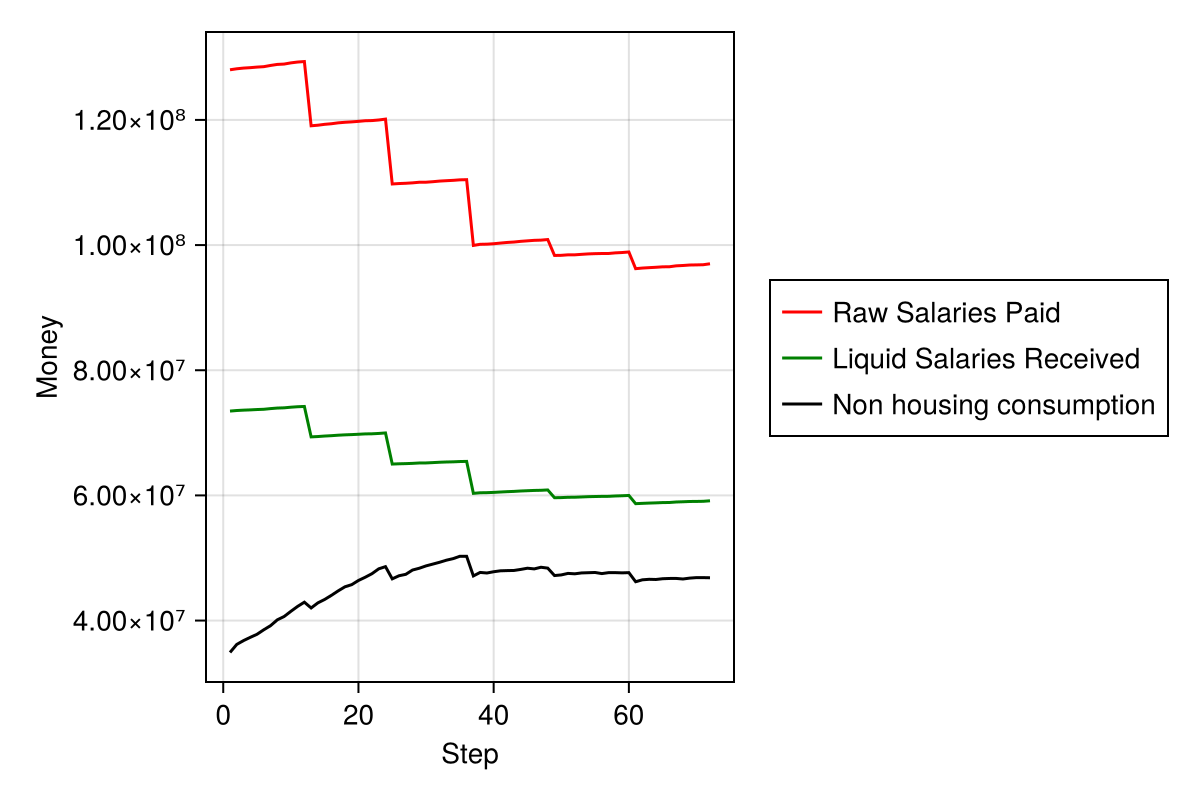 1.20×10⁸
1.00×10⁸
8.00×10⁷
6.00×10⁷
4.00×10⁷
Money
0 20 40 60
Step
Raw Salaries Paid
Liquid Salaries Received
Non housing consumption